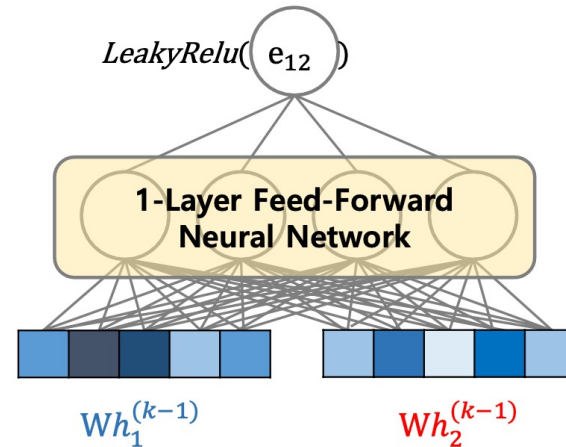 LeakyRelu( e₁₂ )
1-Layer Feed-Forward
Neural Network
Wh₁⁽ᵏ⁻¹⁾ Wh₂⁽ᵏ⁻¹⁾